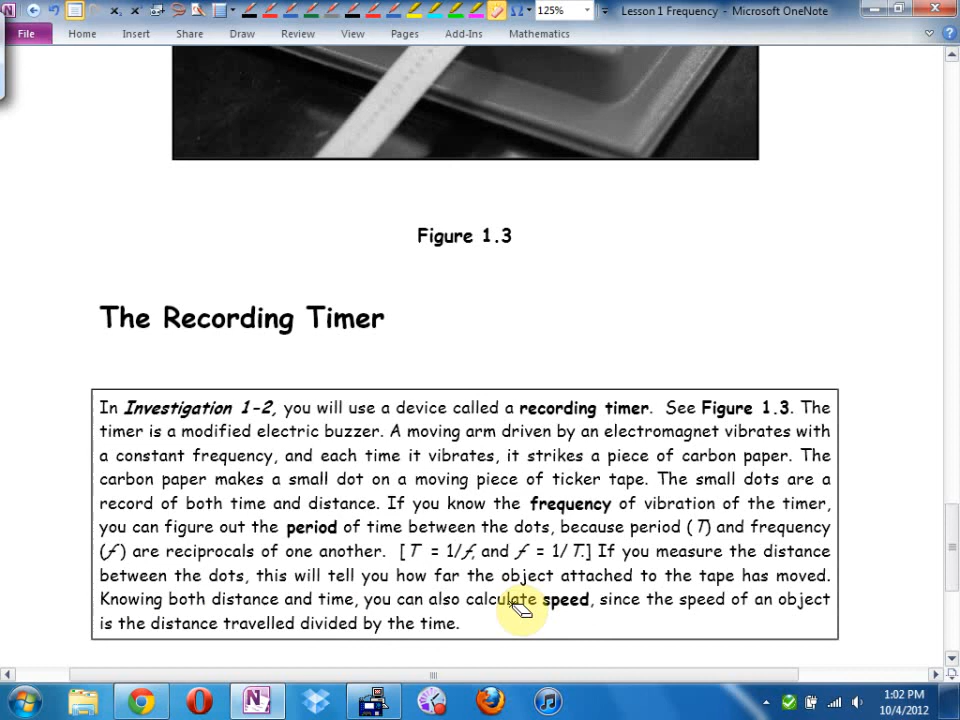 125%
Lesson 1 Frequency - Microsoft OneNote
File Home Insert Share Draw Review View Pages Add-Ins Mathematics
Figure 1.3
The Recording Timer
In Investigation 1-2, you will use a device called a recording timer. See Figure 1.3. The
timer is a modified electric buzzer. A moving arm driven by an electromagnet vibrates with
a constant frequency, and each time it vibrates, it strikes a piece of carbon paper. The
carbon paper makes a small dot on a moving piece of ticker tape. The small dots are a
record of both time and distance. If you know the frequency of vibration of the timer,
you can figure out the period of time between the dots, because period (T) and frequency
(f) are reciprocals of one another. [T = 1/f, and f = 1/T.] If you measure the distance
between the dots, this will tell you how far the object attached to the tape has moved.
Knowing both distance and time, you can also calculate speed, since the speed of an object
is the distance travelled divided by the time.
1:02 PM
10/4/2012